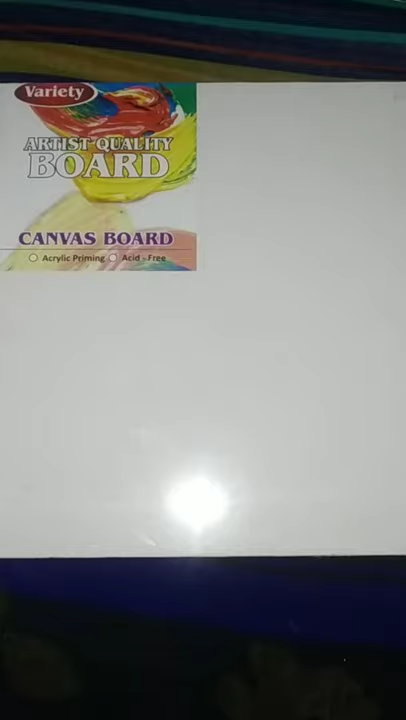 Variety
ARTIST QUALITY
BOARD
CANVAS BOARD
Acrylic Priming Acid - Free